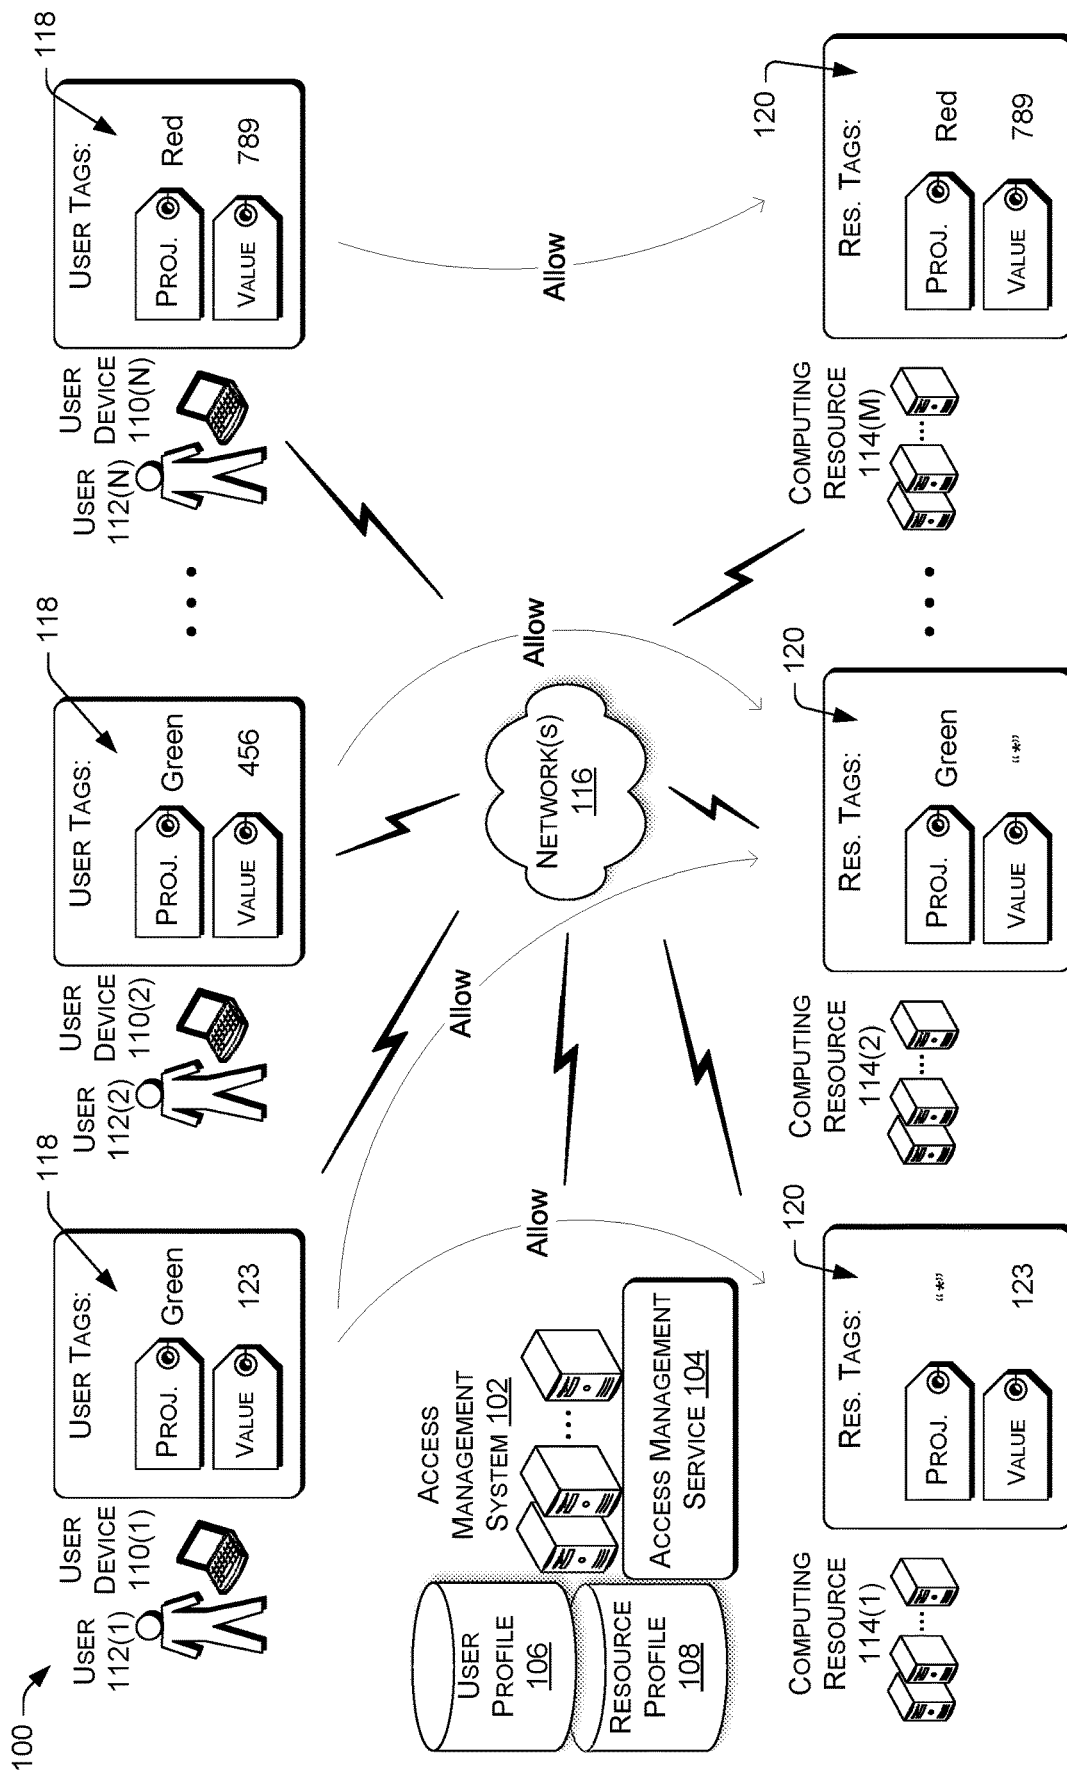 100
USER
112(1)
USER
DEVICE
110(1)
USER TAGS:
PROJ.
Green
VALUE
123
118
USER
112(2)
USER
DEVICE
110(2)
USER TAGS:
PROJ.
Green
VALUE
456
118
USER
112(N)
USER
DEVICE
110(N)
USER TAGS:
PROJ.
Red
VALUE
789
118
USER
PROFILE
106
RESOURCE
PROFILE
108
ACCESS
MANAGEMENT
SYSTEM 102
ACCESS MANAGEMENT
SERVICE 104
Allow
Allow
NETWORK(S)
116
Allow
Allow
COMPUTING
RESOURCE
114(1)
RES. TAGS:
PROJ.
“*”
VALUE
123
120
COMPUTING
RESOURCE
114(2)
RES. TAGS:
PROJ.
Green
VALUE
“*”
120
COMPUTING
RESOURCE
114(M)
RES. TAGS:
PROJ.
Red
VALUE
789
120